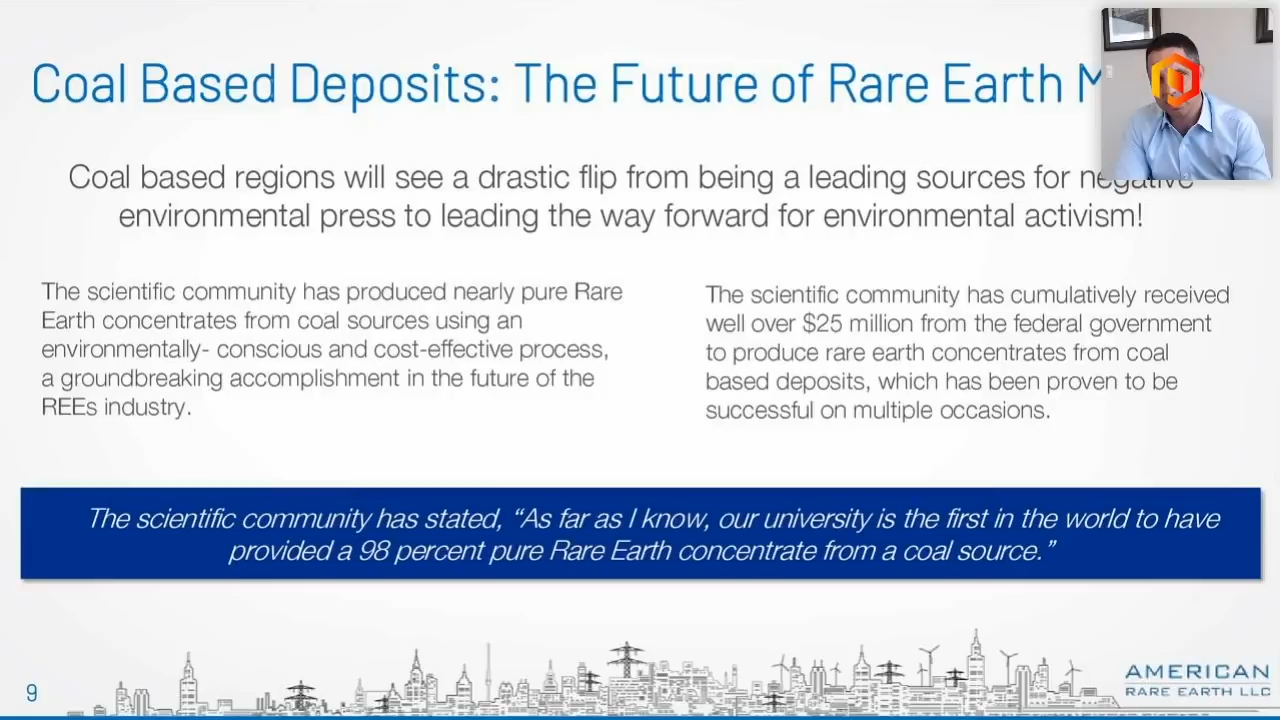 Coal Based Deposits: The Future of Rare Earth
Coal based regions will see a drastic flip from being a leading sources for negative
environmental press to leading the way forward for environmental activism!
The scientific community has produced nearly pure Rare
Earth concentrates from coal sources using an
environmentally- conscious and cost-effective process,
a groundbreaking accomplishment in the future of the
REEs industry.
The scientific community has cumulatively received
well over $25 million from the federal government
to produce rare earth concentrates from coal
based deposits, which has been proven to be
successful on multiple occasions.
The scientific community has stated, “As far as I know, our university is the first in the world to have
provided a 98 percent pure Rare Earth concentrate from a coal source.”
9
AMERICAN
RARE EARTH LLC